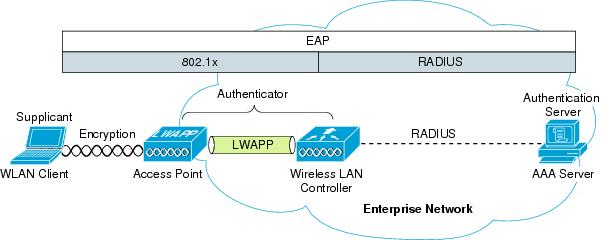 EAP
802.1x
RADIUS
Authenticator
Authentication
Server
Supplicant
Encryption
LWAPP
LWAPP
RADIUS
WLAN Client
Access Point
Wireless LAN
Controller
AAA Server
Enterprise Network